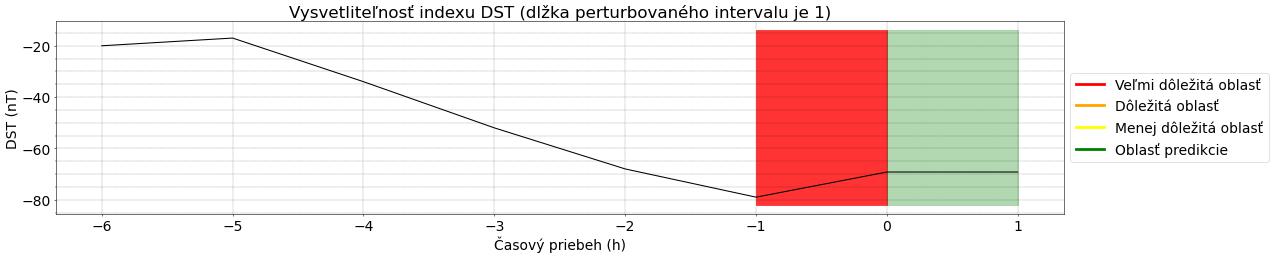 Vysvetliteľnosť indexu DST (dĺžka perturbovaného intervalu je 1)
DST (nT)
−20
−40
−60
−80
−6 −5 −4 −3 −2 −1 0 1
Časový priebeh (h)
Veľmi dôležitá oblasť
Dôležitá oblasť
Menej dôležitá oblasť
Oblasť predikcie